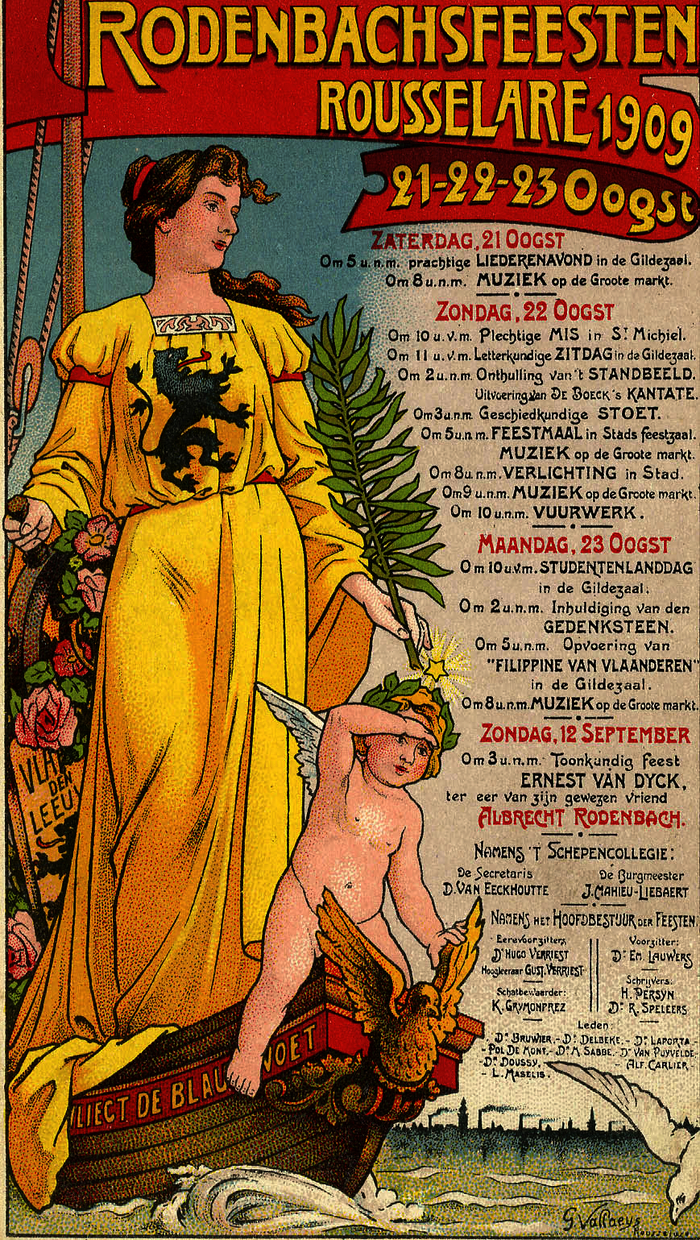 RODENBACHSFEESTEN
ROUSSELARE 1909
21-22-23 Oogst
ZATERDAG, 21 OOGST
Om 5 u.n.m. prachtige LIEDERENAVOND in de Gildezaal.
Om 8 u.n.m. MUZIEK op de Groote markt.
ZONDAG, 22 OOGST
Om 10 u.v.m. Plechtige MIS in St Michiel.
Om 11 u.v.m. Letterkundige ZITDAG in de Gildezaal.
Om 2 u.n.m. Onthulling van 't STANDBEELD.
Uitvoering van DE BOECK's KANTATE.
Om 3 u.n.m. Geschiedkundige STOET.
Om 5 u.n.m. FEESTMAAL in Stads feestzaal.
MUZIEK op de Groote markt.
Om 8 u.n.m. VERLICHTING in Stad.
Om 9 u.n.m. MUZIEK op de Groote markt.
Om 10 u.n.m. VUURWERK.
MAANDAG, 23 OOGST
Om 10 u.v.m. STUDENTENLANDDAG
in de Gildezaal.
Om 2 u.n.m. Inhuldiging van den
GEDENKSTEEN.
Om 5 u.n.m. Opvoering van
"FILIPPINE VAN VLAANDEREN"
in de Gildezaal.
Om 8 u.n.m. MUZIEK op de Groote markt.
ZONDAG, 12 SEPTEMBER
Om 3 u.n.m. Toonkundig feest
ERNEST VAN DYCK,
ter eer van zijn gewezen vriend
ALBRECHT RODENBACH.
NAMENS 'T SCHEPENCOLLEGIE:
De Secretaris
D. VAN EECKHOUTTE
De Burgmeester
J. MAHIEU-LIEBAERT
NAMENS HET HOOFDBESTUUR DER FEESTEN:
Eerevoorzitters
Dr HUGO VERRIEST
Hoogleeraar GUST. VERRIEST
Schatbewaarder:
K. GRYMONPREZ
Voorzitter:
Dr EM. LAUWERS
Schrijvers:
H. PERSYN
Dr R. SPELEERS
Leden:
Dr BRUWIER. - Dr DELBEKE. - Dr LAPORTA
- POL DE MONT. - Dr M. SABBE. - Dr VAN PUYVELDE.
- Dr DOUSSY. - ALF. CARLIER.
- L. MASELIS.
VLA
DEN
LEEUW
VLIEGT DE BLAU VOET
G. Vallaeys
Rousselare